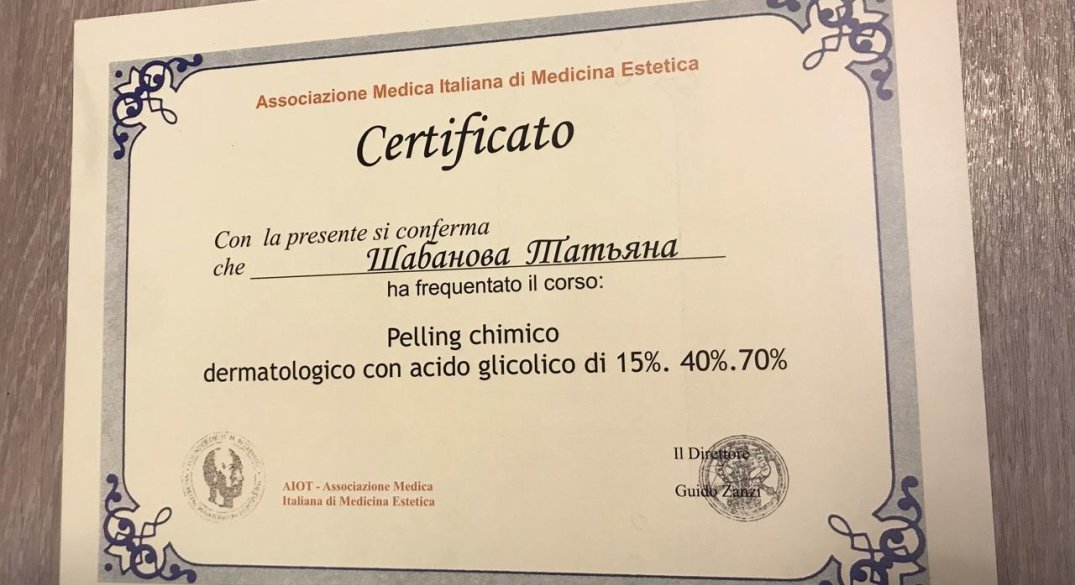 Associazione Medica Italiana di Medicina Estetica
Certificato
Con la presente si conferma
che Шабанова Татьяна
ha frequentato il corso:
Pelling chimico
dermatologico con acido glicolico di 15%. 40%.70%
AIOT - Associazione Medica
Italiana di Medicina Estetica
Il Direttore
Guido Zanzi